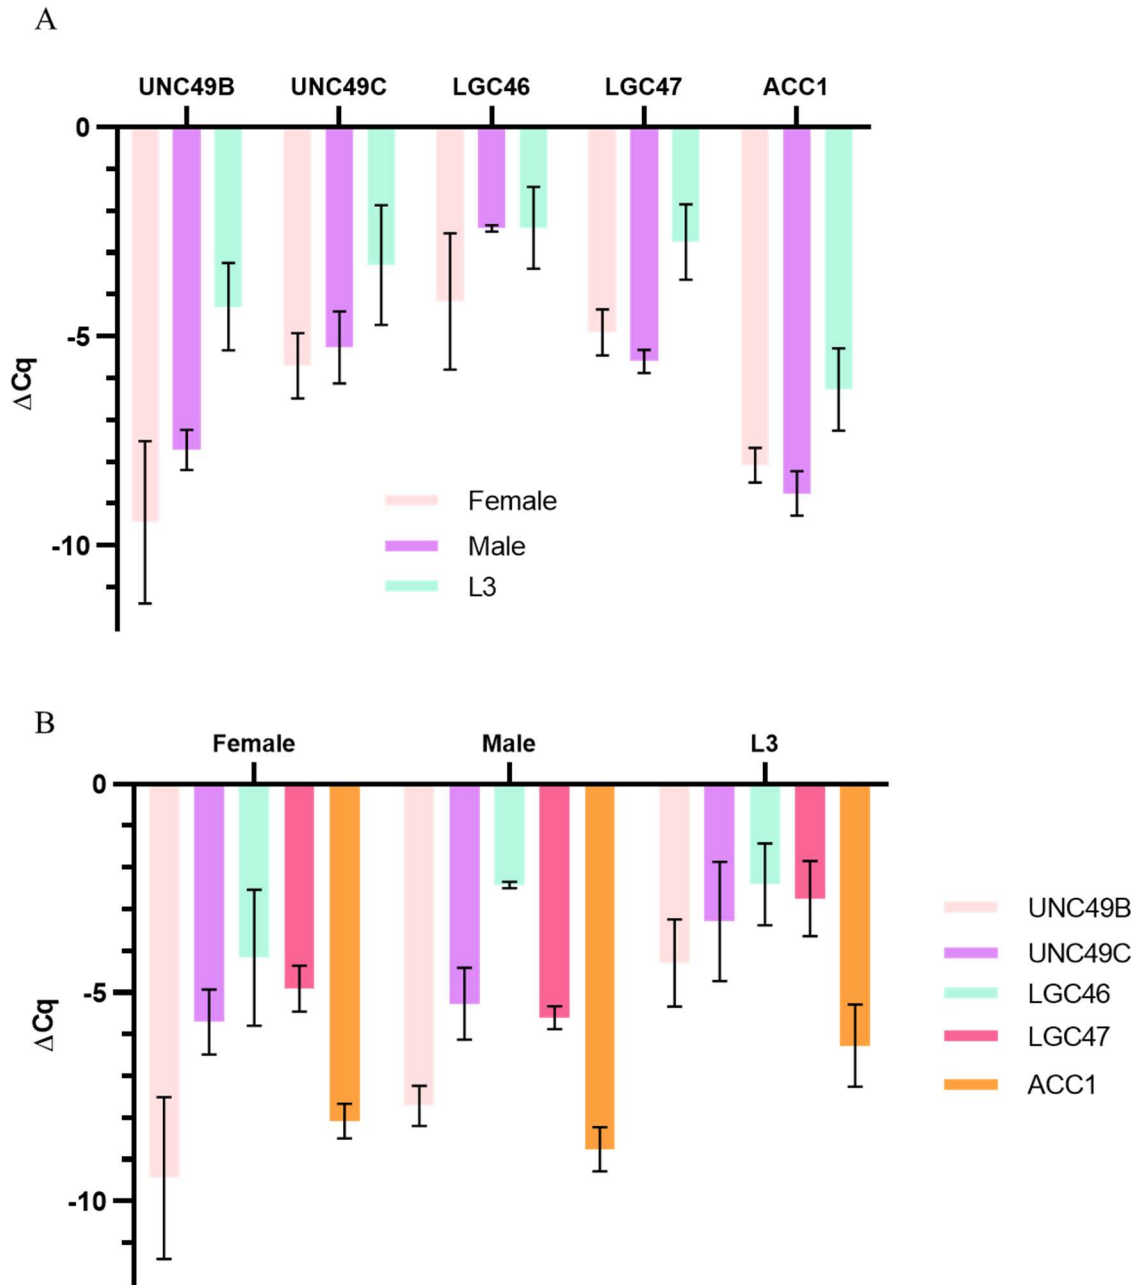 A
UNC49B UNC49C LGC46 LGC47 ACC1
0
-5
ΔCq
-10
Female
Male
L3
B
Female Male L3
0
-5
ΔCq
-10
UNC49B
UNC49C
LGC46
LGC47
ACC1